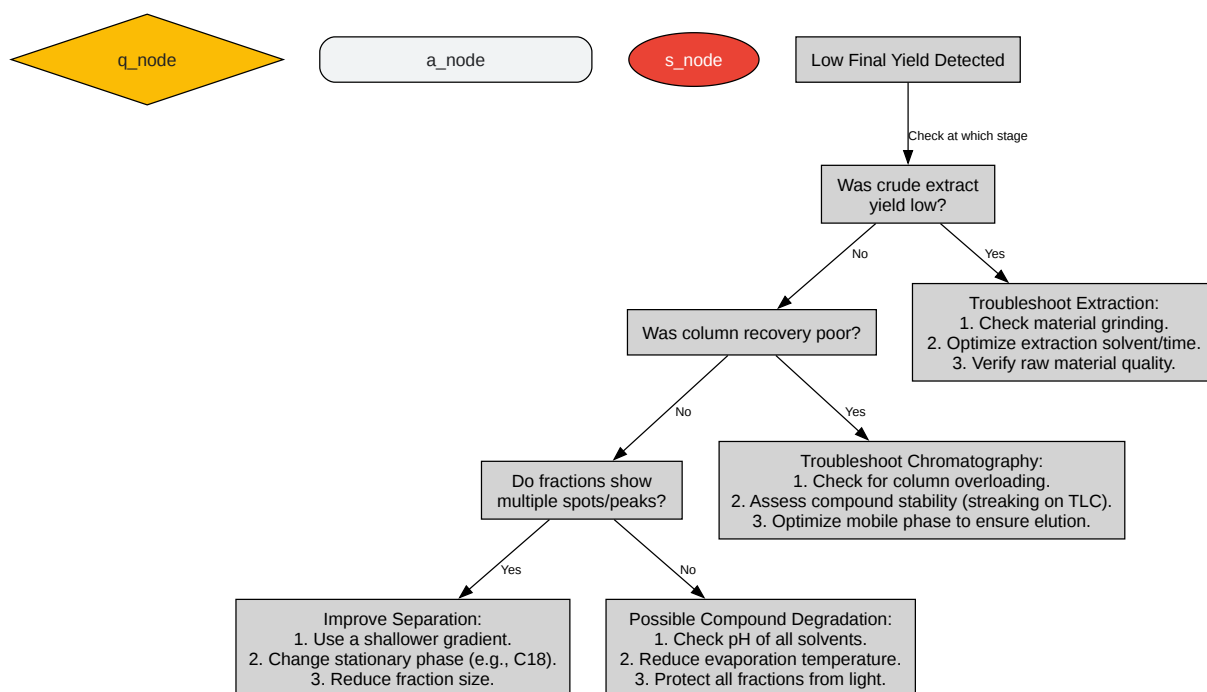 q_node
a_node
s_node
Low Final Yield Detected
Check at which stage
Was crude extract
yield low?
No
Yes
Troubleshoot Extraction:
1. Check material grinding.
2. Optimize extraction solvent/time.
3. Verify raw material quality.
Was column recovery poor?
No
Yes
Troubleshoot Chromatography:
1. Check for column overloading.
2. Assess compound stability (streaking on TLC).
3. Optimize mobile phase to ensure elution.
Do fractions show
multiple spots/peaks?
Yes
No
Improve Separation:
1. Use a shallower gradient.
2. Change stationary phase (e.g., C18).
3. Reduce fraction size.
Possible Compound Degradation:
1. Check pH of all solvents.
2. Reduce evaporation temperature.
3. Protect all fractions from light.